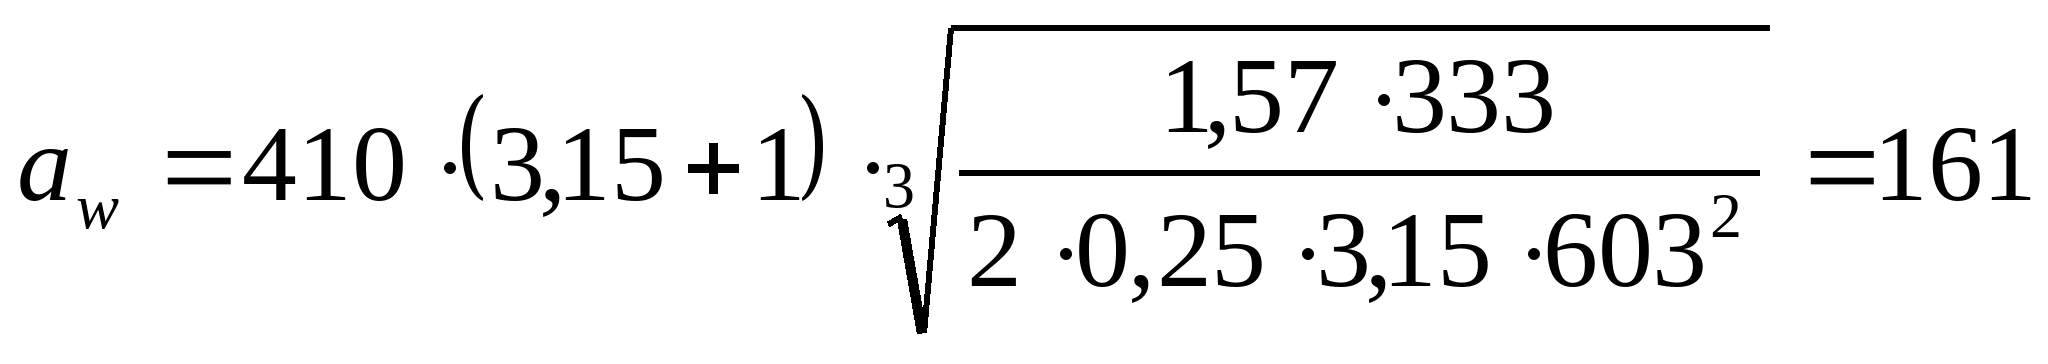 a_w = 410 · (3,15 + 1) · ∛((1,57 · 333) / (2 · 0,25 · 3,15 · 603²)) = 161